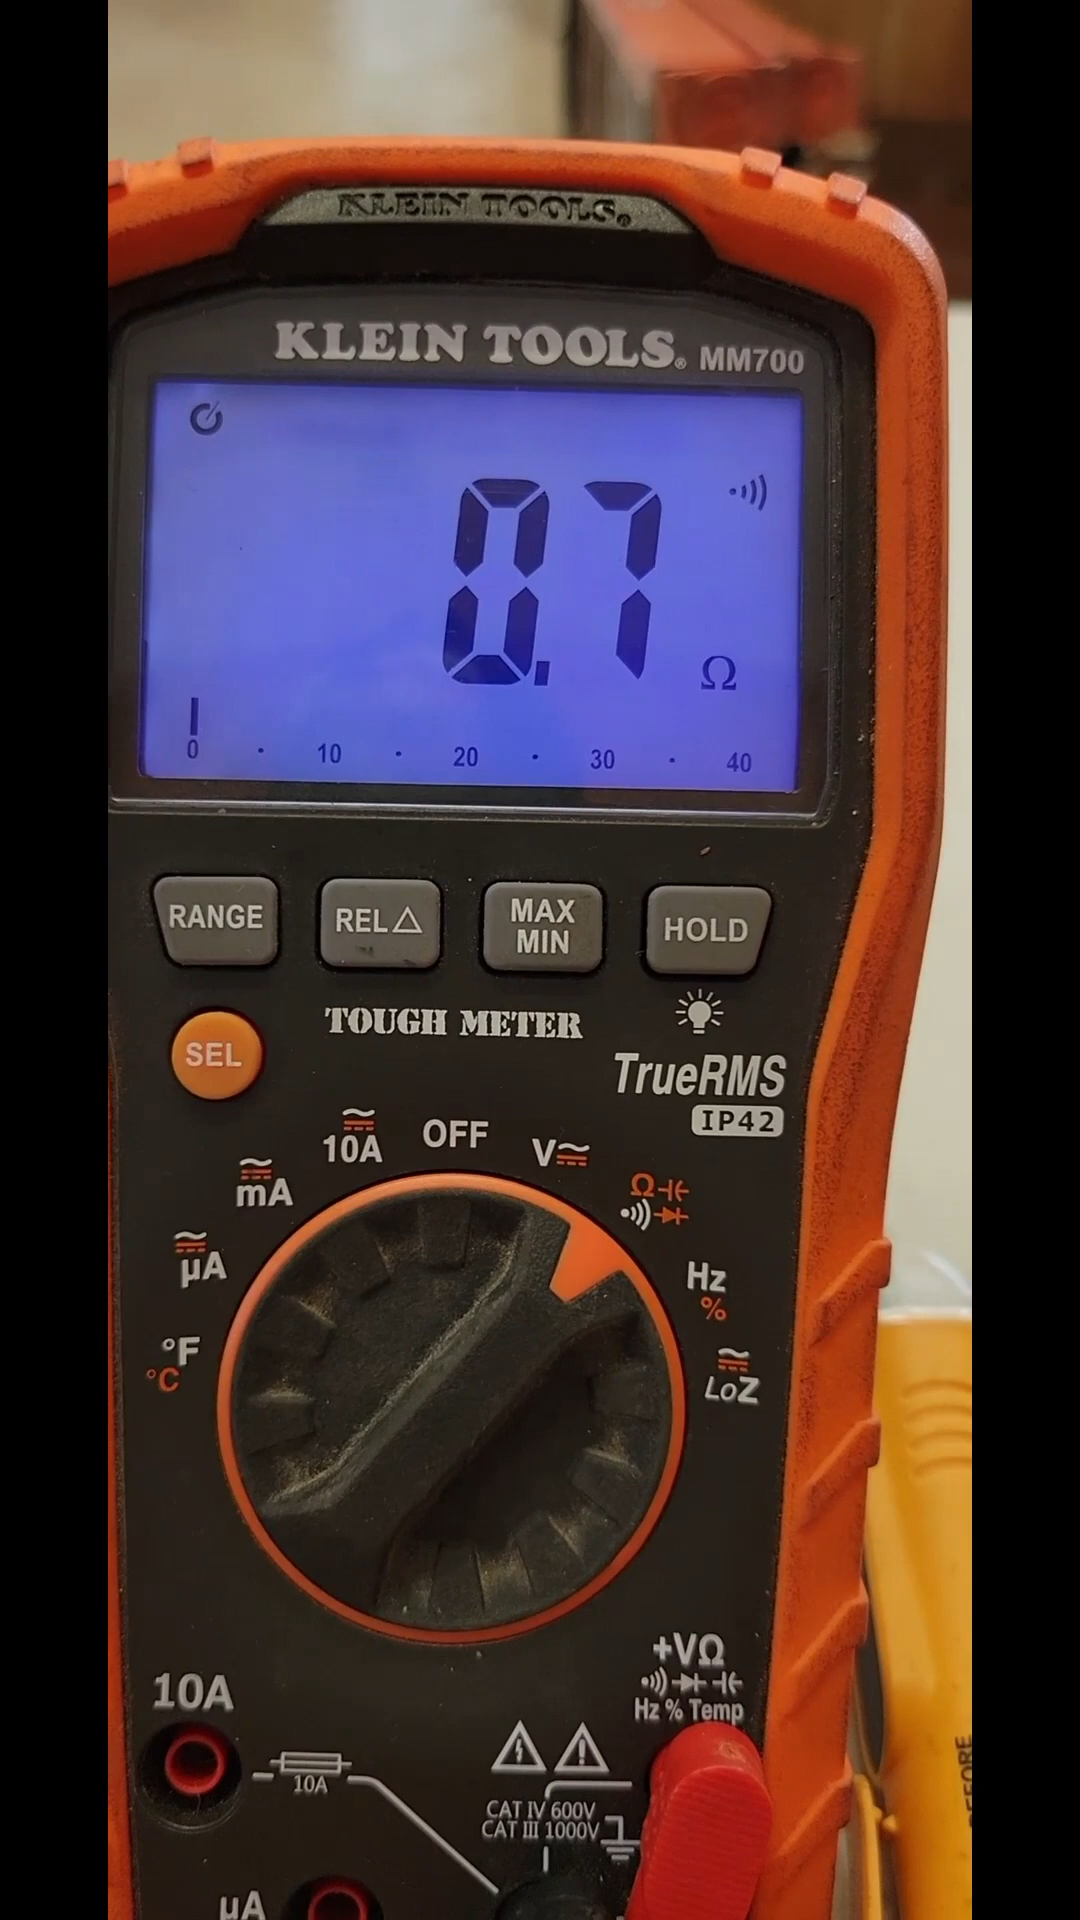 KLEIN TOOLS®
KLEIN TOOLS® MM700
0.7
Ω
0 · 10 · 20 · 30 · 40
RANGE REL△ MAX MIN HOLD
SEL TOUGH METER
TrueRMS
IP42
OFF
10A
V
mA
Ω
µA
Hz
%
°F
°C
LoZ
+VΩ
10A
Hz % Temp
10A
CAT IV 600V
CAT III 1000V
µA